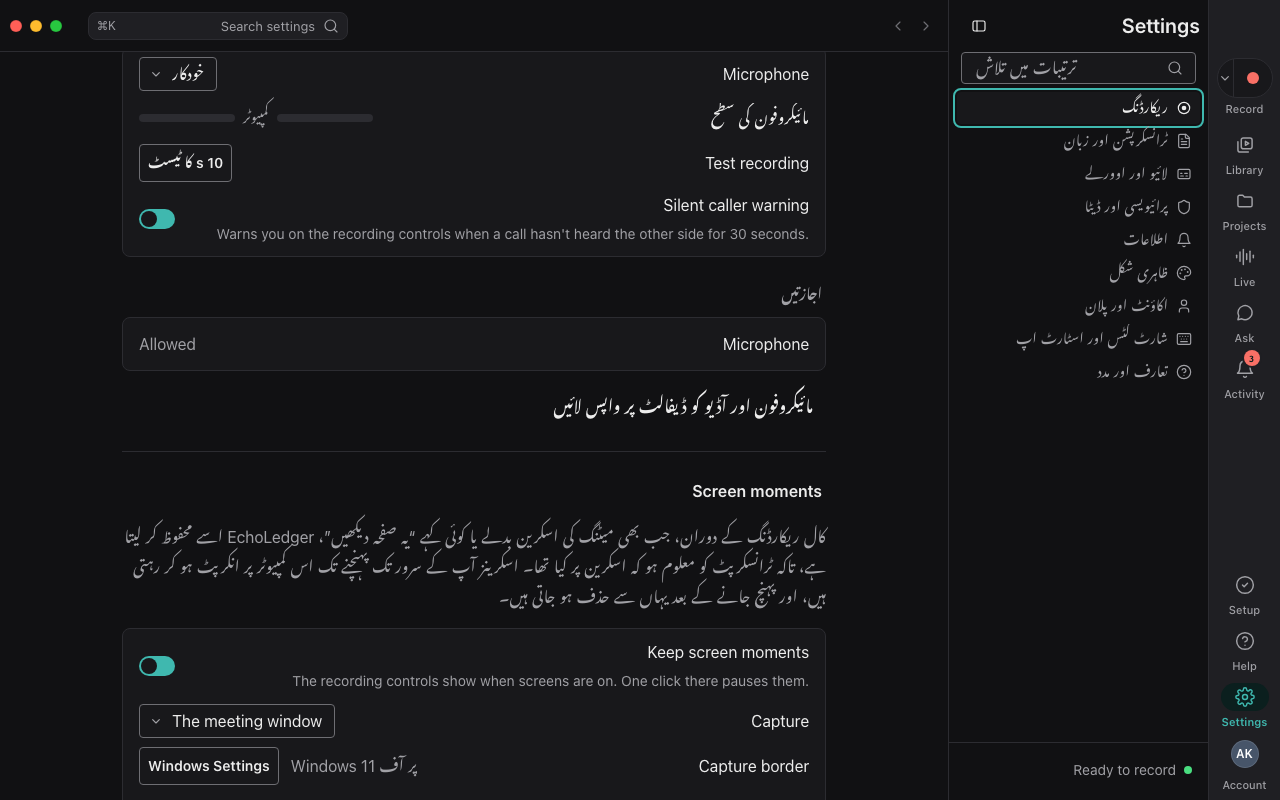 ⌘K
Search settings
Microphone
خودکار
مائیکروفون کی سطح
کمپیوٹر
Test recording
10 s کا ٹیسٹ
Silent caller warning
Warns you on the recording controls when a call hasn't heard the other side for 30 seconds.
اجازتیں
Microphone
Allowed
مائیکروفون اور آڈیو کو ڈیفالٹ پر واپس لائیں
Screen moments
کال ریکارڈنگ کے دوران، جب بھی میٹنگ کی اسکرین بدلے یا کوئی کہے “یہ صفحہ دیکھیں”، EchoLedger اسے محفوظ کر لیتا
ہے، تاکہ ٹرانسکرپٹ کو معلوم ہو کہ اسکرین پر کیا تھا۔ اسکرینز آپ کے سرور تک پہنچنے تک اس کمپیوٹر پر انکرپٹ ہو کر رہتی
ہیں، اور پہنچ جانے کے بعد یہاں سے حذف ہو جاتی ہیں۔
Keep screen moments
The recording controls show when screens are on. One click there pauses them.
Capture
The meeting window
Capture border
Windows 11 پر آف
Windows Settings
Settings
ترتیبات میں تلاش
ریکارڈنگ
ٹرانسکرپشن اور زبان
لائیو اور اوورلے
پرائیویسی اور ڈیٹا
اطلاعات
ظاہری شکل
اکاؤنٹ اور پلان
شارٹ کٹس اور اسٹارٹ اپ
تعارف اور مدد
Ready to record
Record
Library
Projects
Live
Ask
3
Activity
Setup
Help
Settings
AK
Account